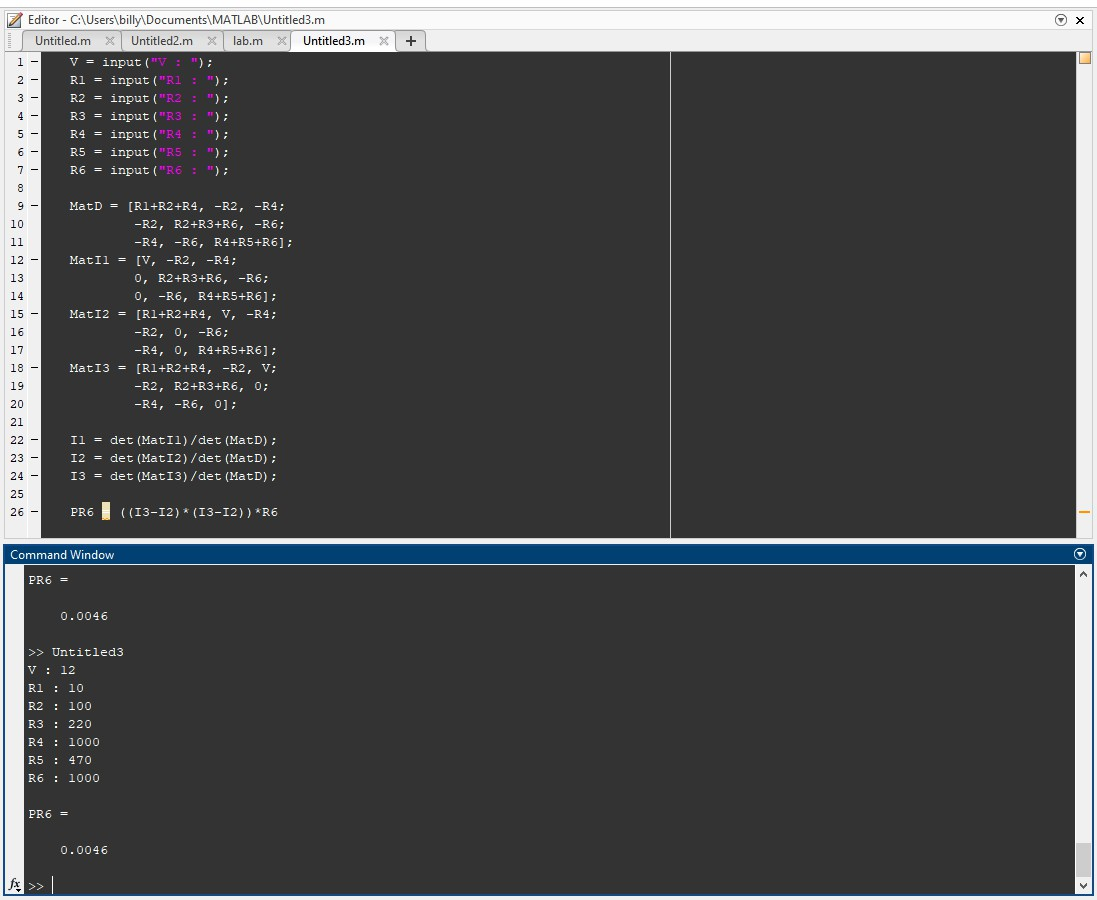 Editor - C:\Users\billy\Documents\MATLAB\Untitled3.m
Untitled.m Untitled2.m lab.m Untitled3.m +
1 – V = input("V : ");
2 – R1 = input("R1 : ");
3 – R2 = input("R2 : ");
4 – R3 = input("R3 : ");
5 – R4 = input("R4 : ");
6 – R5 = input("R5 : ");
7 – R6 = input("R6 : ");
8
9 – MatD = [R1+R2+R4, -R2, -R4;
10 -R2, R2+R3+R6, -R6;
11 -R4, -R6, R4+R5+R6];
12 – MatI1 = [V, -R2, -R4;
13 0, R2+R3+R6, -R6;
14 0, -R6, R4+R5+R6];
15 – MatI2 = [R1+R2+R4, V, -R4;
16 -R2, 0, -R6;
17 -R4, 0, R4+R5+R6];
18 – MatI3 = [R1+R2+R4, -R2, V;
19 -R2, R2+R3+R6, 0;
20 -R4, -R6, 0];
21
22 – I1 = det(MatI1)/det(MatD);
23 – I2 = det(MatI2)/det(MatD);
24 – I3 = det(MatI3)/det(MatD);
25
26 – PR6 = ((I3-I2)*(I3-I2))*R6
Command Window
PR6 =
0.0046
>> Untitled3
V : 12
R1 : 10
R2 : 100
R3 : 220
R4 : 1000
R5 : 470
R6 : 1000
PR6 =
0.0046
fx >>